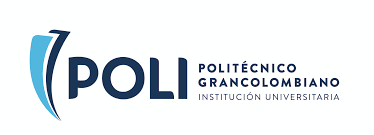 POLI
POLITÉCNICO
GRANCOLOMBIANO
INSTITUCIÓN UNIVERSITARIA